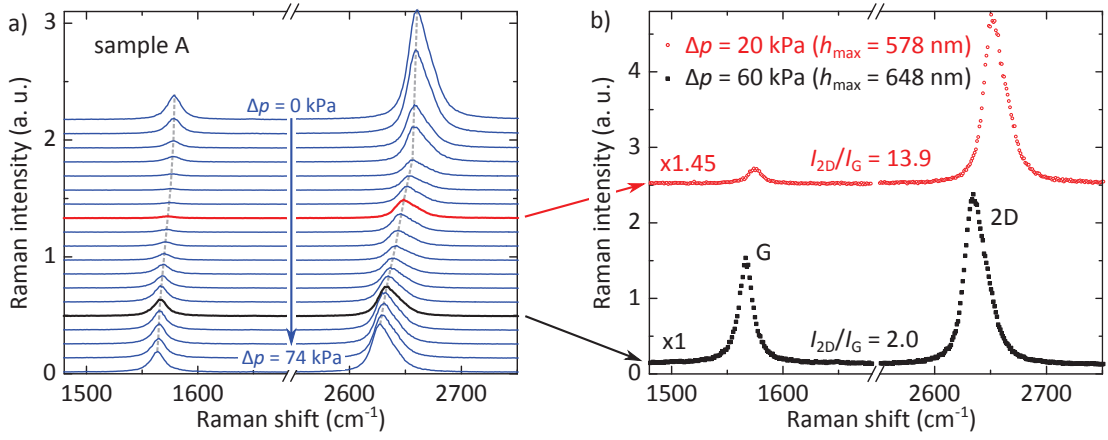 a)
sample A
Δp = 0 kPa
Δp = 74 kPa
Raman intensity (a. u.)
3
2
1
0
1500
1600
2600
2700
Raman shift (cm⁻¹)
b)
Δp = 20 kPa (hmax = 578 nm)
Δp = 60 kPa (hmax = 648 nm)
x1.45
I2D/IG = 13.9
2D
G
x1
I2D/IG = 2.0
Raman intensity (a. u.)
4
3
2
1
0
1500
1600
2600
2700
Raman shift (cm⁻¹)